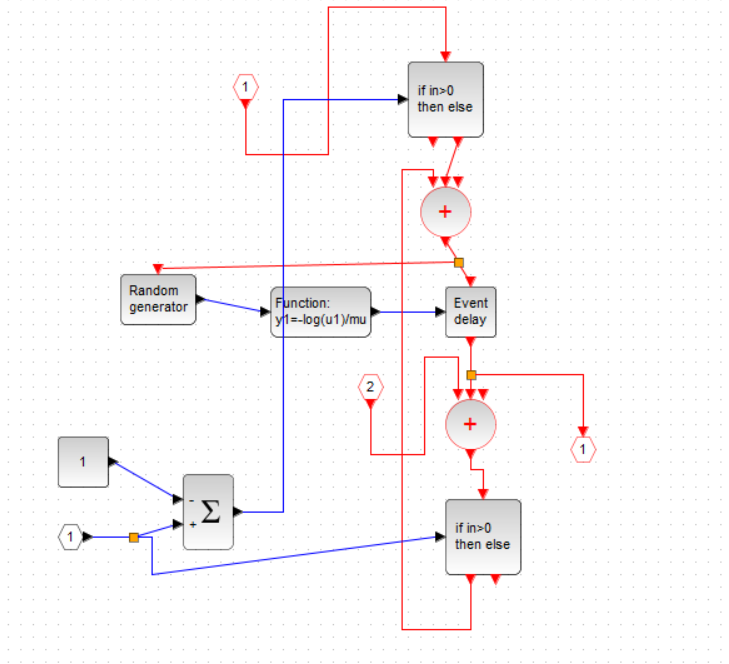 1
if in>0
then else
+
Random
generator
Function:
y1=-log(u1)/mu
Event
delay
2
+
1
1
-
+
Σ
1
if in>0
then else